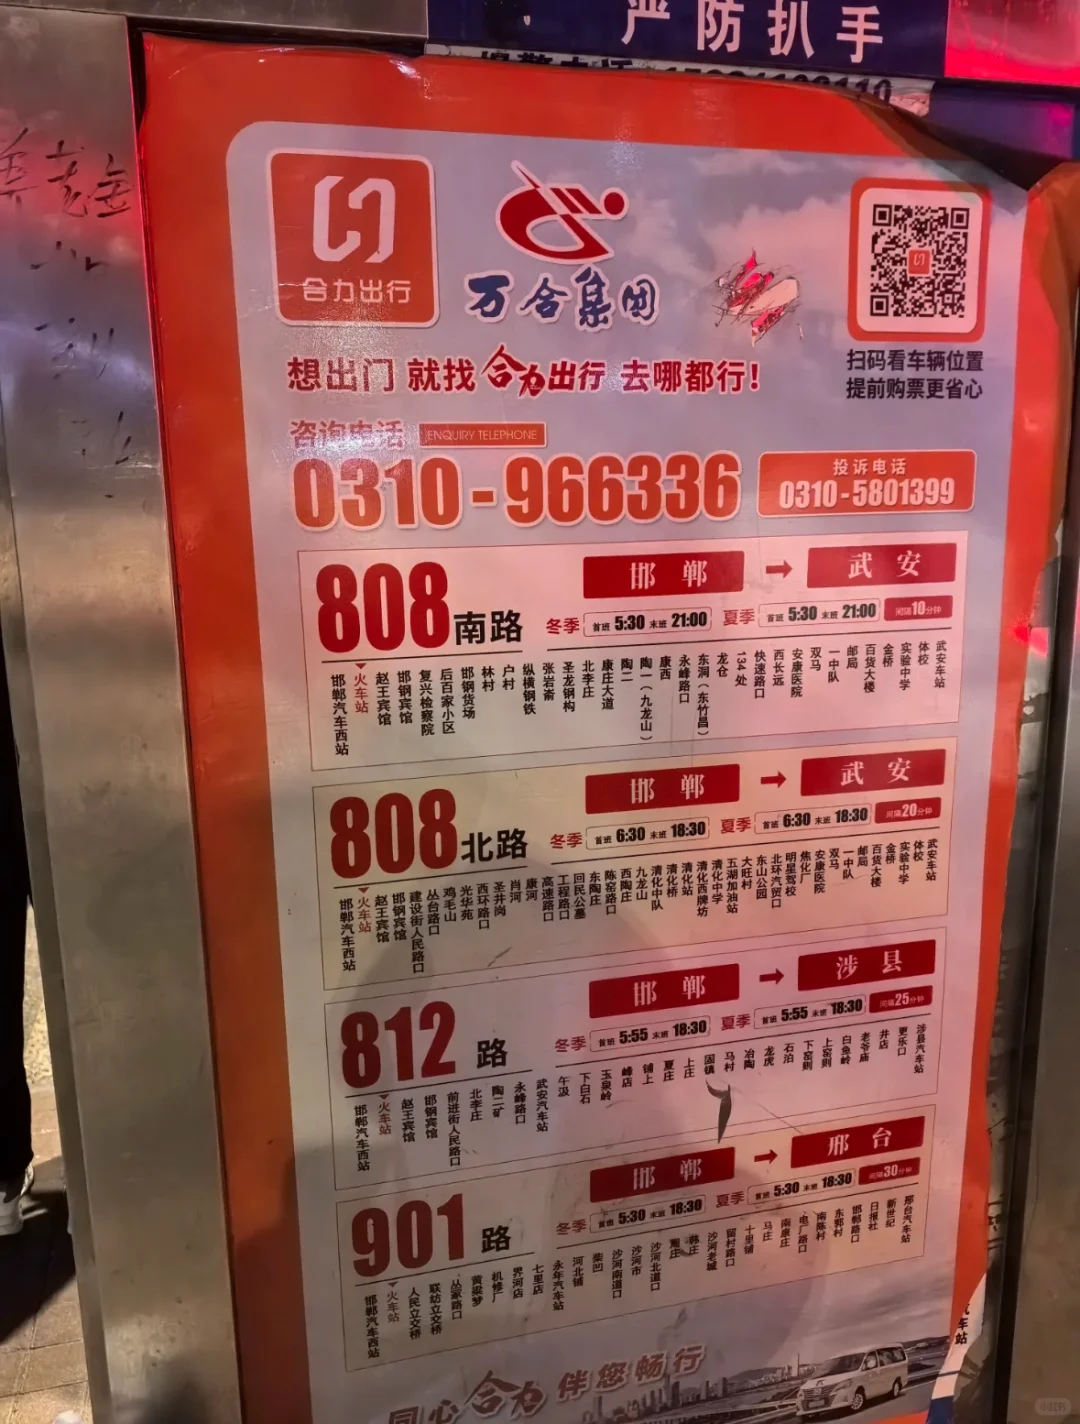 严防扒手
合力出行
万合集团
扫码看车辆位置
提前购票更省心
想出门 就找 合力出行 去哪都行！
咨询电话 ENQUIRY TELEPHONE
0310-966336
投诉电话
0310-5801399
808南路
邯郸 → 武安
冬季 首班 5:30 末班 21:00 夏季 首班 5:30 末班 21:00 间隔10分钟
邯郸汽车西站
火车站
赵王宾馆
邯钢宾馆
复兴检察院
后百家小区
邯钢货场
林村
户村
纵横钢铁
张岩嵛
圣龙钢构
北李庄
康庄大道
陶二
陶一（九龙山）
康西
永峰路口
东洞（东竹昌）
龙仓
134处
快速路口
西长远
安康医院
双马
一中队
邮局
百货大楼
金桥
实验中学
体校
武安车站
808北路
邯郸 → 武安
冬季 首班 6:30 末班 18:30 夏季 首班 6:30 末班 18:30 间隔20分钟
邯郸汽车西站
火车站
赵王宾馆
邯钢宾馆
建设街人民路口
丛台路口
鸡毛山
光华苑
西环路口
圣井岗
肖河
康河
高速路口
工程路口
回民公墓
东陶庄
陈窑路口
西陶庄
九龙山
清化中队
清化桥
清化站
清化西牌坊
清化中学
五湖加油站
大旺村
东山公园
北环汽贸口
明星驾校
焦化厂
安康医院
双马
一中队
邮局
百货大楼
金桥
实验中学
体校
武安车站
812 路
邯郸 → 涉县
冬季 首班 5:55 末班 18:30 夏季 首班 5:55 末班 18:30 间隔25分钟
邯郸汽车西站
火车站
赵王宾馆
邯钢宾馆
前进街人民路口
北李庄
陶二矿
永峰路口
武安汽车站
午汲
下白石
玉泉岭
峰店
铺上
夏庄
上庄
固镇
马村
冶陶
龙虎
石泊
下窑则
上窑则
白鱼岭
老爷庙
井店
更乐口
涉县汽车站
901 路
邯郸 → 邢台
冬季 首班 5:30 末班 18:30 夏季 首班 5:30 末班 18:30 间隔30分钟
邯郸汽车西站
火车站
人民立交桥
联纺立交桥
丛家路口
黄粱梦
机修厂
界河店
七里店
永年汽车站
河北铺
柴凹
沙河南道口
沙河市
沙河北道口
韩庄
沙河老城
留村路口
十里铺
马庄
南康庄
电厂路口
南陈村
东郭村
邯郸路口
日报社
新世纪
邢台汽车站
同心合力 伴您畅行
车站